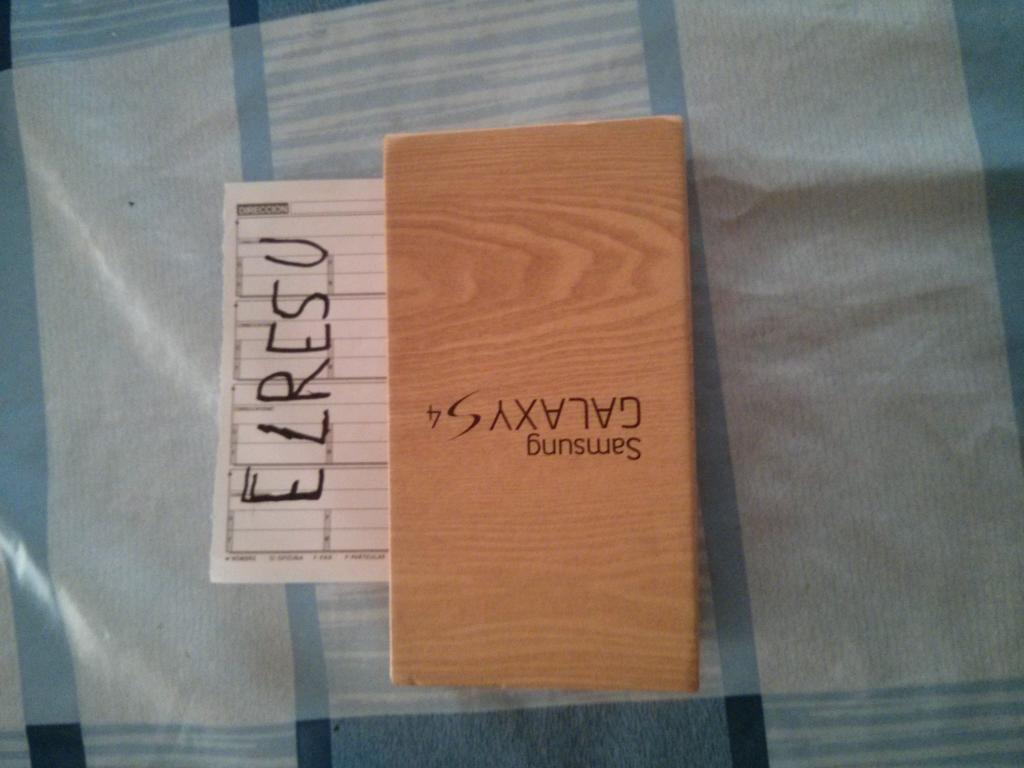 DIRECCION
ELRESU
Samsung
GALAXY S4